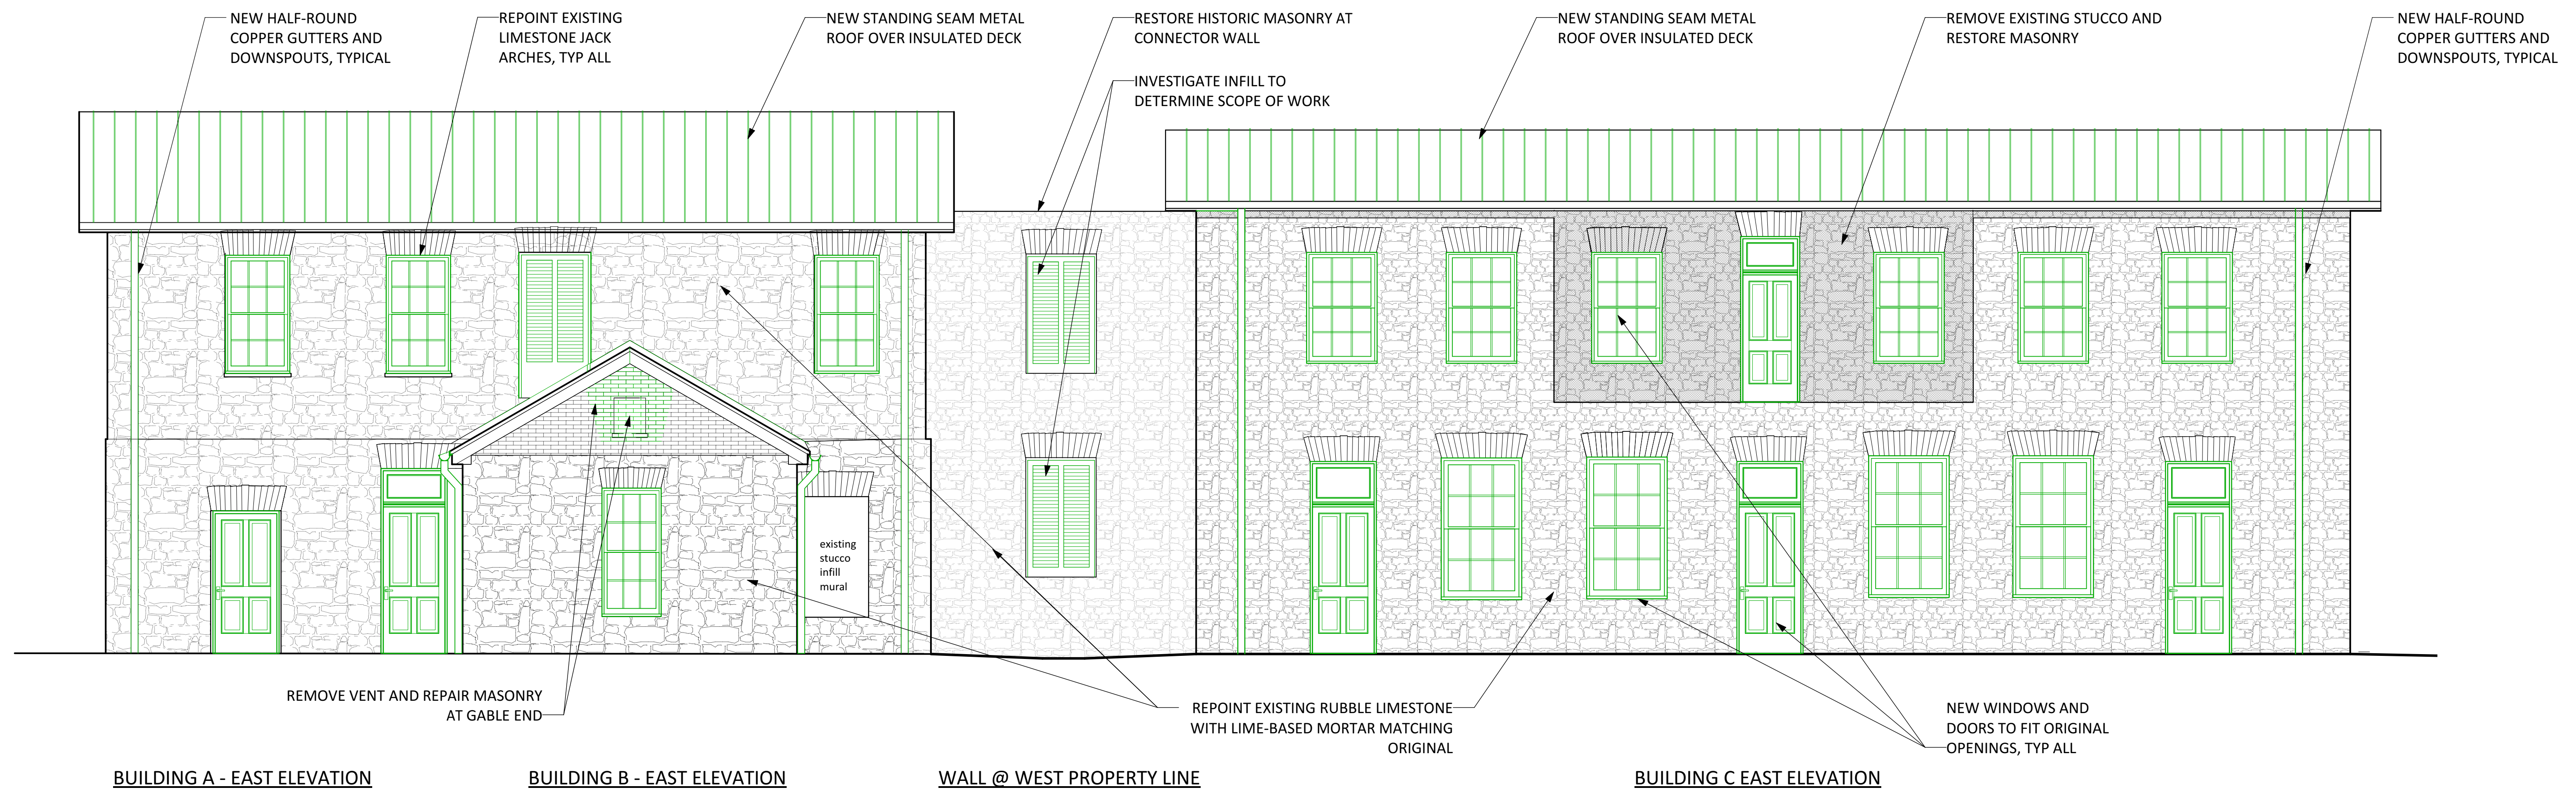 NEW HALF-ROUND
COPPER GUTTERS AND
DOWNSPOUTS, TYPICAL
REPOINT EXISTING
LIMESTONE JACK
ARCHES, TYP ALL
NEW STANDING SEAM METAL
ROOF OVER INSULATED DECK
RESTORE HISTORIC MASONRY AT
CONNECTOR WALL
INVESTIGATE INFILL TO
DETERMINE SCOPE OF WORK
NEW STANDING SEAM METAL
ROOF OVER INSULATED DECK
REMOVE EXISTING STUCCO AND
RESTORE MASONRY
NEW HALF-ROUND
COPPER GUTTERS AND
DOWNSPOUTS, TYPICAL
existing
stucco
infill
mural
REMOVE VENT AND REPAIR MASONRY
AT GABLE END
REPOINT EXISTING RUBBLE LIMESTONE
WITH LIME-BASED MORTAR MATCHING
ORIGINAL
NEW WINDOWS AND
DOORS TO FIT ORIGINAL
OPENINGS, TYP ALL
BUILDING A - EAST ELEVATION
BUILDING B - EAST ELEVATION
WALL @ WEST PROPERTY LINE
BUILDING C EAST ELEVATION